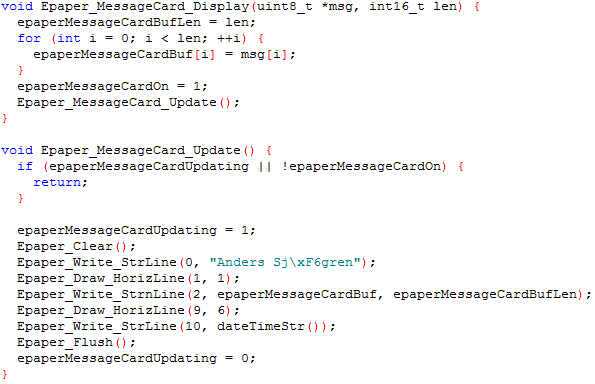 void Epaper_MessageCard_Display(uint8_t *msg, int16_t len) {
  epaperMessageCardBufLen = len;
  for (int i = 0; i < len; ++i) {
    epaperMessageCardBuf[i] = msg[i];
  }
  epaperMessageCardOn = 1;
  Epaper_MessageCard_Update();
}

void Epaper_MessageCard_Update() {
  if (epaperMessageCardUpdating || !epaperMessageCardOn) {
    return;
  }

  epaperMessageCardUpdating = 1;
  Epaper_Clear();
  Epaper_Write_StrLine(0, "Anders Sj\xF6gren");
  Epaper_Draw_HorizLine(1, 1);
  Epaper_Write_StrnLine(2, epaperMessageCardBuf, epaperMessageCardBufLen);
  Epaper_Draw_HorizLine(9, 6);
  Epaper_Write_StrLine(10, dateTimeStr());
  Epaper_Flush();
  epaperMessageCardUpdating = 0;
}